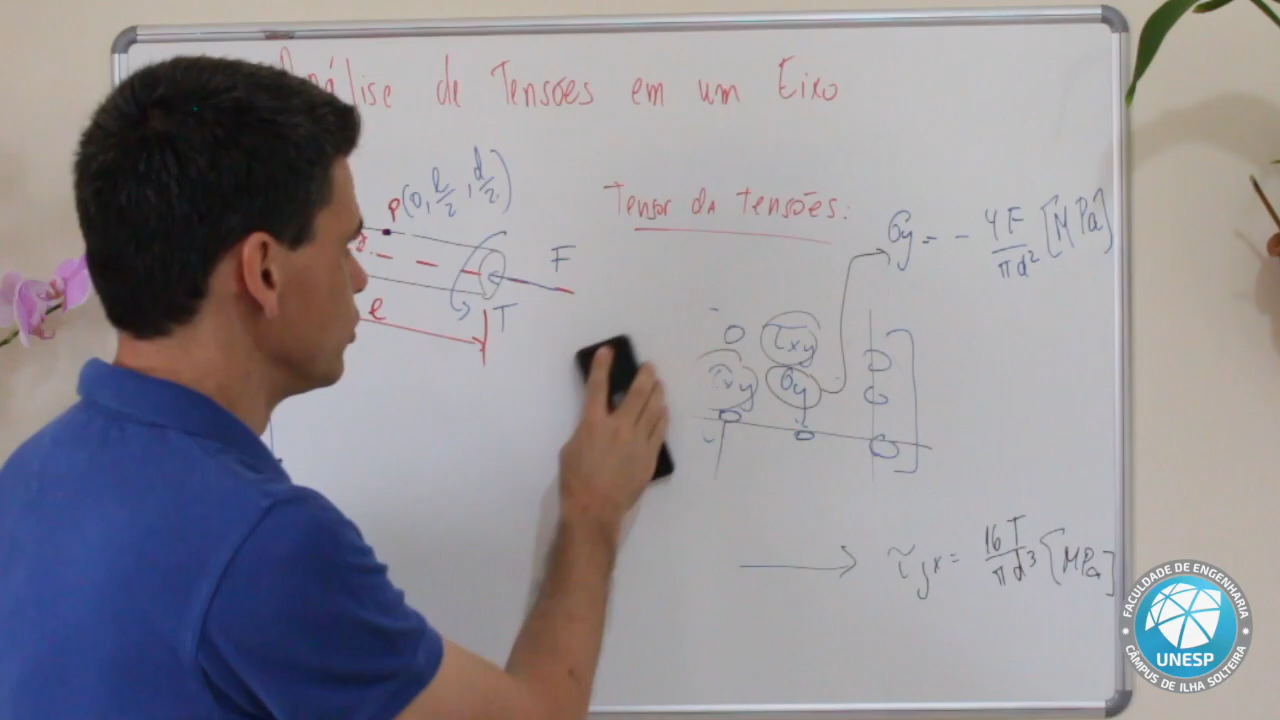 Análise de Tensões em um Eixo
P(0, l/2, d/2)
F
T
l
Tensor da tensões:
σy = - 4F/πd² [MPa]
0 τxy 0
τxy σy 0
0 0 0]
τyx = 16T/πd³ [MPa]
FACULDADE DE ENGENHARIA
UNESP
CÂMPUS DE ILHA SOLTEIRA